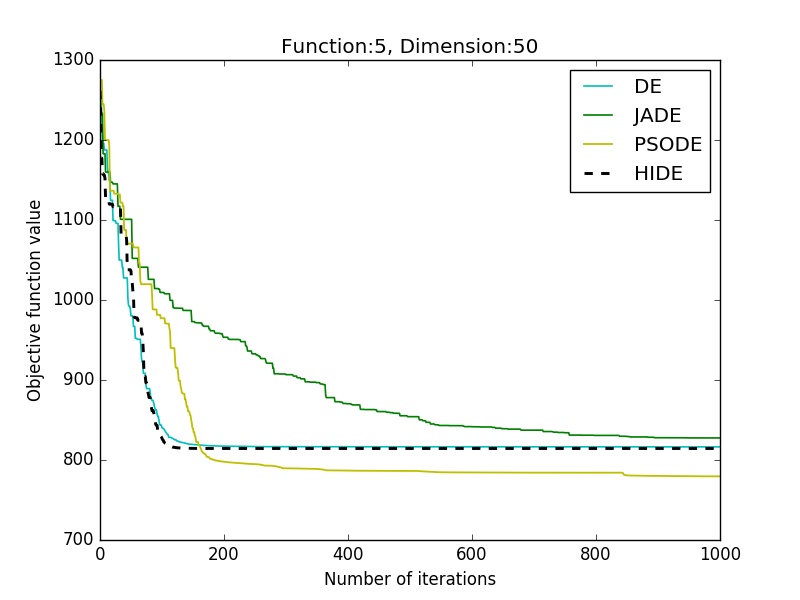 Function:5, Dimension:50
1300
1200
1100
1000
900
800
700
Objective function value
DE
JADE
PSODE
HIDE
0 200 400 600 800 1000
Number of iterations